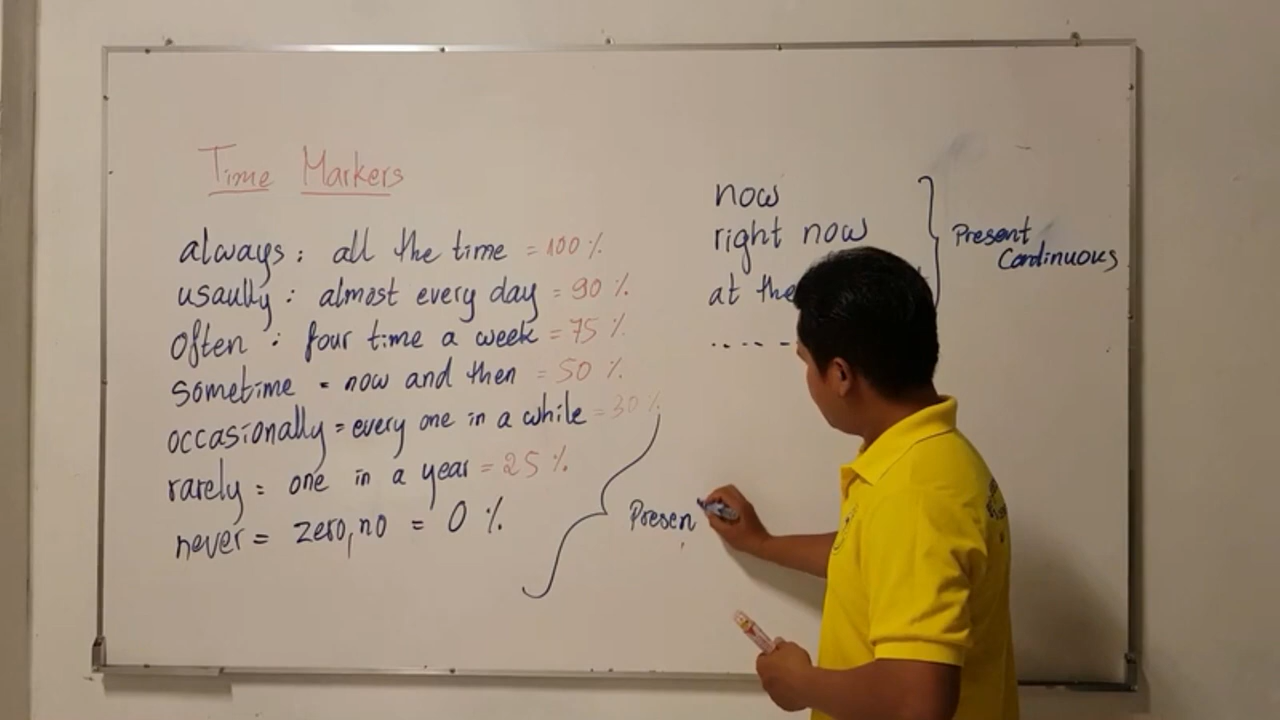 Time Markers
always : all the time = 100 %
usaully : almost every day = 90 %
often : four time a week = 75 %
sometime = now and then = 50 %
occasionally = every one in a while = 30 %
rarely = one in a year = 25 %
never = zero, no = 0 %
now
right now
at the
.....
Present
Continuous
Presen